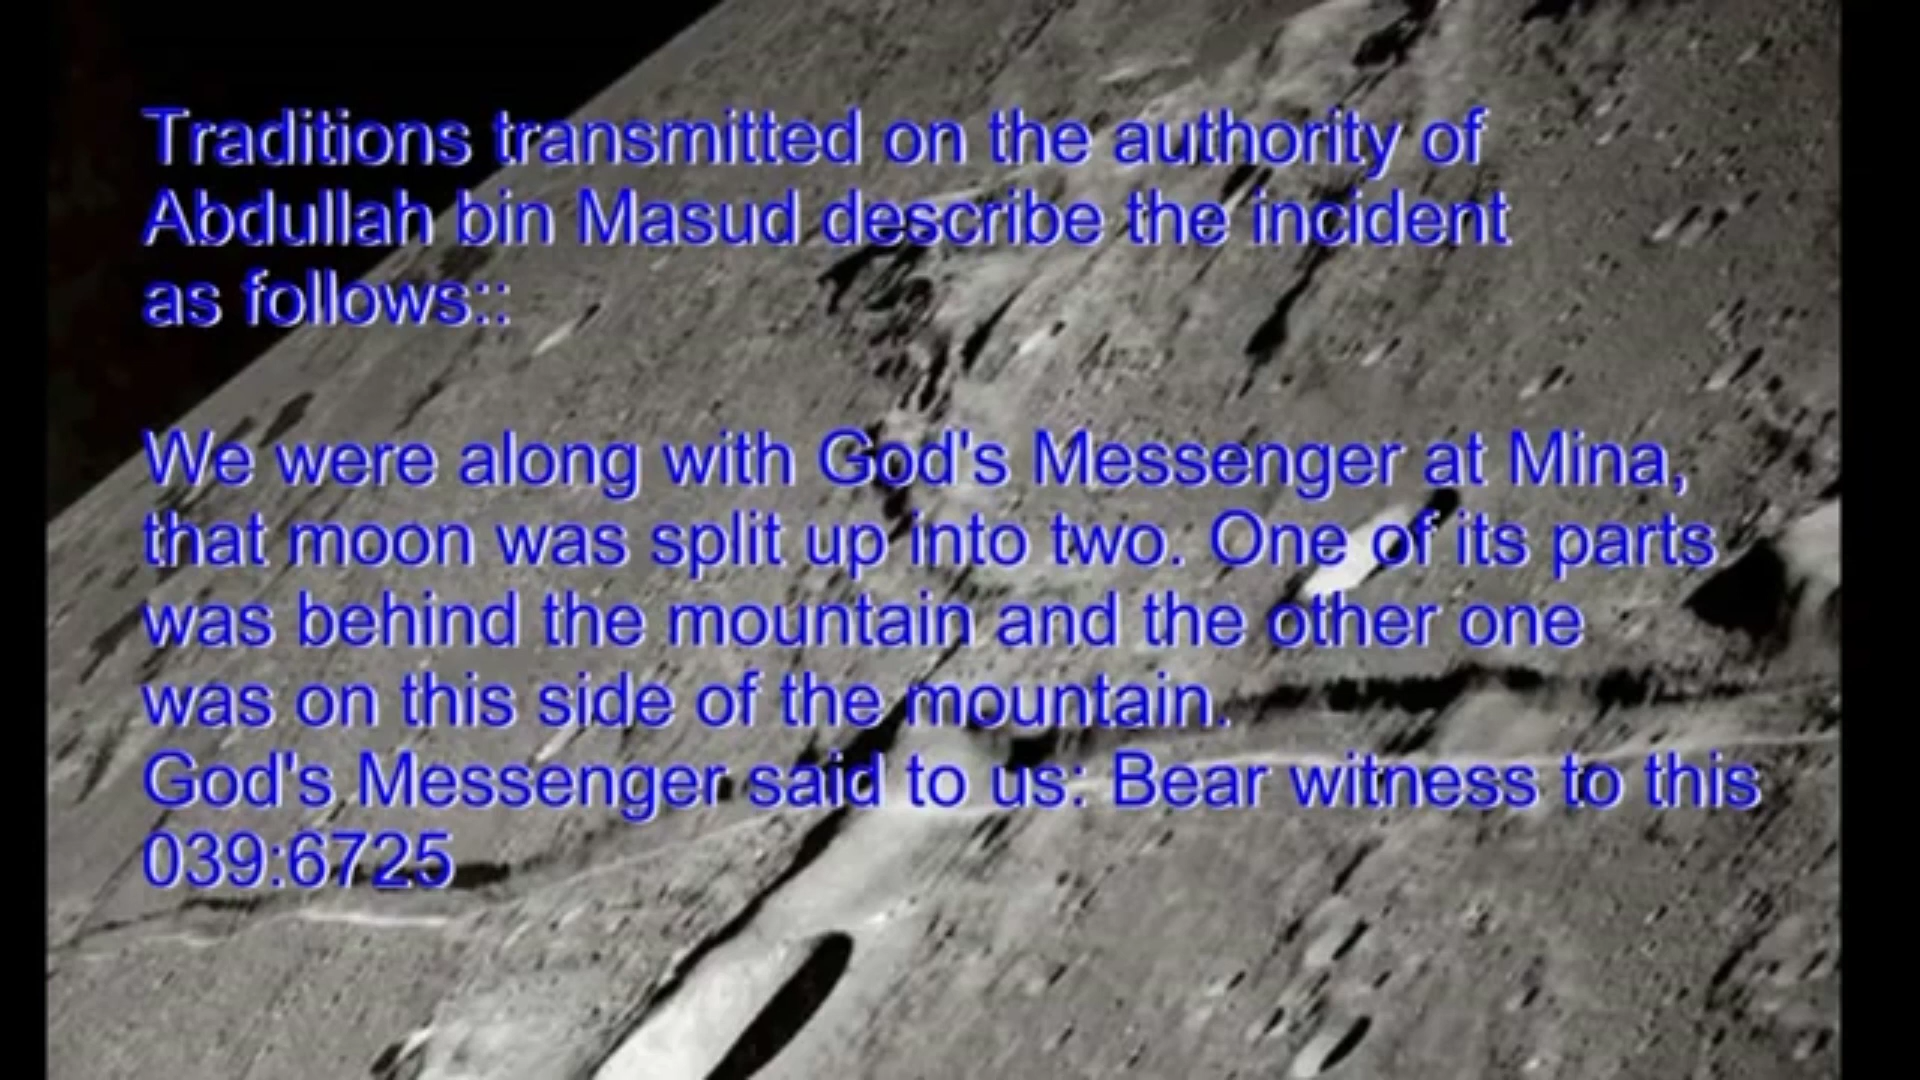 Traditions transmitted on the authority of
Abdullah bin Masud describe the incident
as follows::
We were along with God's Messenger at Mina,
that moon was split up into two. One of its parts
was behind the mountain and the other one
was on this side of the mountain.
God's Messenger said to us: Bear witness to this
039:6725